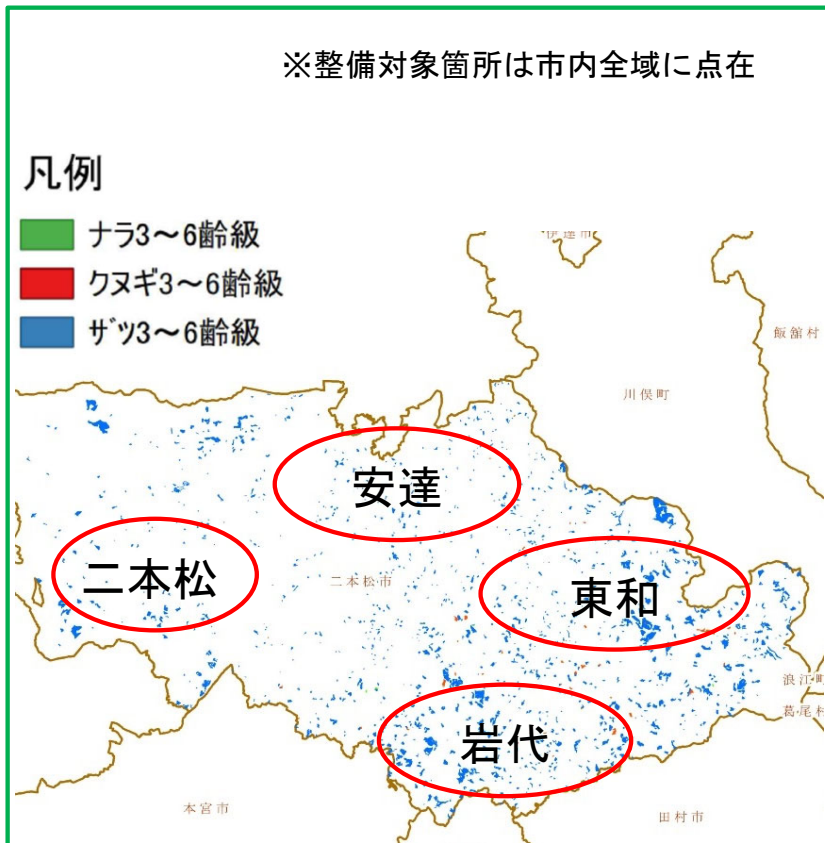 ※整備対象箇所は市内全域に点在
凡例
ナラ3～6齢級
クヌギ3～6齢級
ザツ3～6齢級
伊達市
飯舘村
川俣町
安達
二本松
二本松市
東和
浪江町
葛尾村
岩代
本宮市
田村市